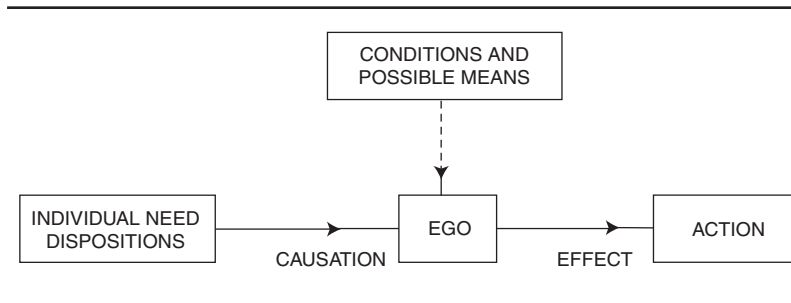 CONDITIONS AND
POSSIBLE MEANS
INDIVIDUAL NEED
DISPOSITIONS
CAUSATION
EGO
EFFECT
ACTION